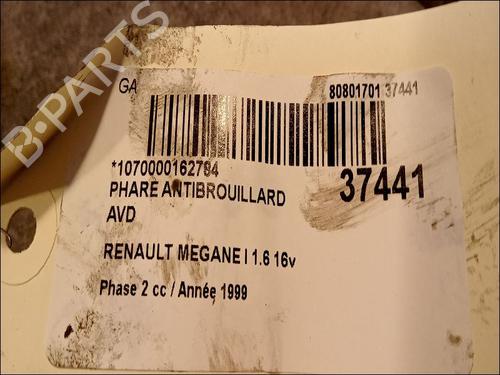 B-PARTS
GA
80801701 37441
*1070000162794
37441
PHARE ANTIBROUILLARD
AVD
RENAULT MEGANE I 1.6 16v
Phase 2 cc / Année 1999